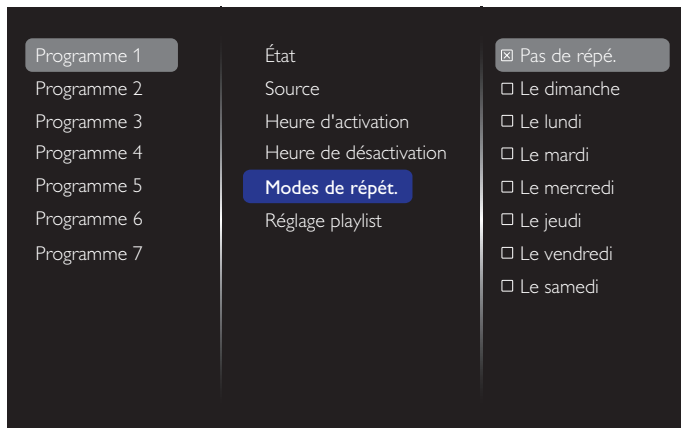 Programme 1
Programme 2
Programme 3
Programme 4
Programme 5
Programme 6
Programme 7
État
Source
Heure d'activation
Heure de désactivation
Modes de répét.
Réglage playlist
Pas de répé.
Le dimanche
Le lundi
Le mardi
Le mercredi
Le jeudi
Le vendredi
Le samedi